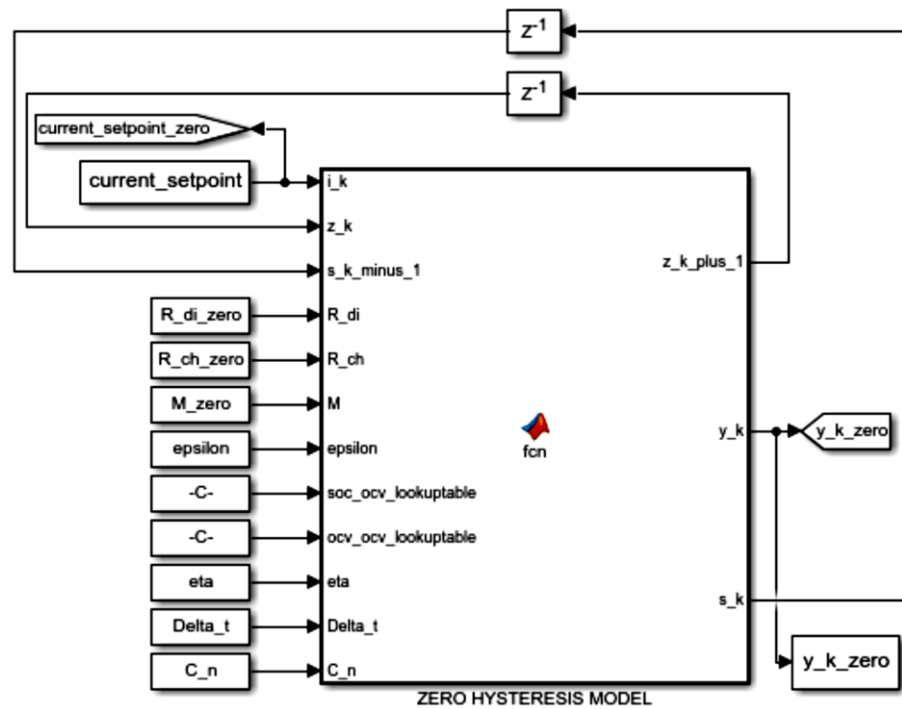 z⁻¹
z⁻¹
current_setpoint_zero
current_setpoint
i_k
z_k
s_k_minus_1
z_k_plus_1
R_di_zero
R_di
R_ch_zero
R_ch
M_zero
M
y_k
y_k_zero
epsilon
epsilon
fcn
-C-
soc_ocv_lookuptable
-C-
ocv_ocv_lookuptable
eta
eta
s_k
Delta_t
Delta_t
y_k_zero
C_n
C_n
ZERO HYSTERESIS MODEL